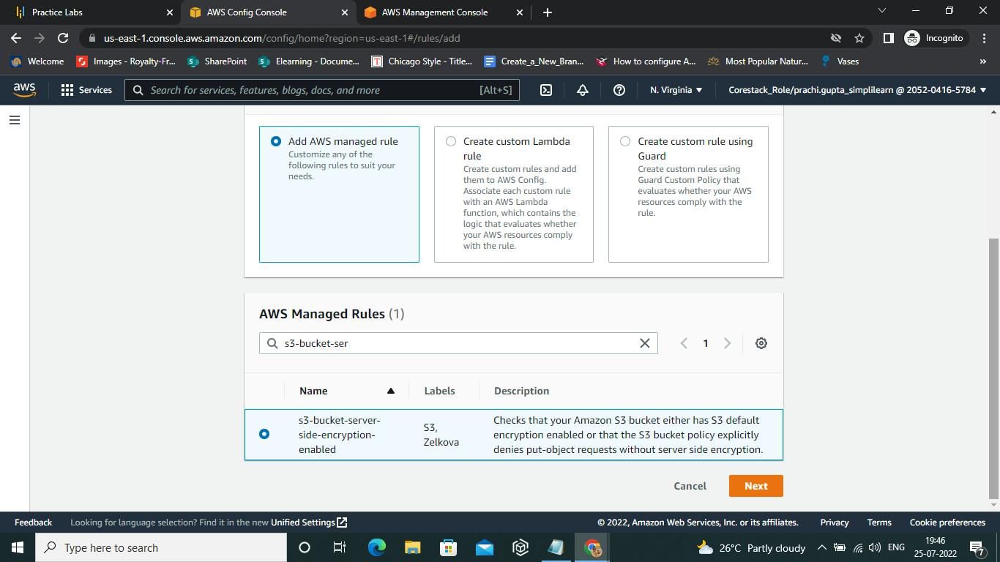 Practice Labs
AWS Config Console
AWS Management Console
us-east-1.console.aws.amazon.com/config/home?region=us-east-1#/rules/add
Incognito
Welcome
Images - Royalty-Fr...
SharePoint
Elearning - Docume...
Chicago Style - Title...
Create_a_New_Bran...
How to configure A...
Most Popular Natur...
Vases
»
aws
Services
Search for services, features, blogs, docs, and more
[Alt+S]
N. Virginia
Corestack_Role/prachi.gupta_simplilearn @ 2052-0416-5784
Add AWS managed rule
Customize any of the
following rules to suit your
needs.
Create custom Lambda
rule
Create custom rules and add
them to AWS Config.
Associate each custom rule
with an AWS Lambda
function, which contains the
logic that evaluates whether
your AWS resources comply
with the rule.
Create custom rule using
Guard
Create custom rules using
Guard Custom Policy that
evaluates whether your AWS
resources comply with the
rule.
AWS Managed Rules (1)
s3-bucket-ser
1
Name
Labels
Description
s3-bucket-server-
side-encryption-
enabled
S3,
Zelkova
Checks that your Amazon S3 bucket either has S3 default
encryption enabled or that the S3 bucket policy explicitly
denies put-object requests without server side encryption.
Cancel
Next
Feedback
Looking for language selection? Find it in the new Unified Settings
© 2022, Amazon Web Services, Inc. or its affiliates.
Privacy
Terms
Cookie preferences
Type here to search
26°C Partly cloudy
ENG
19:46
25-07-2022
7